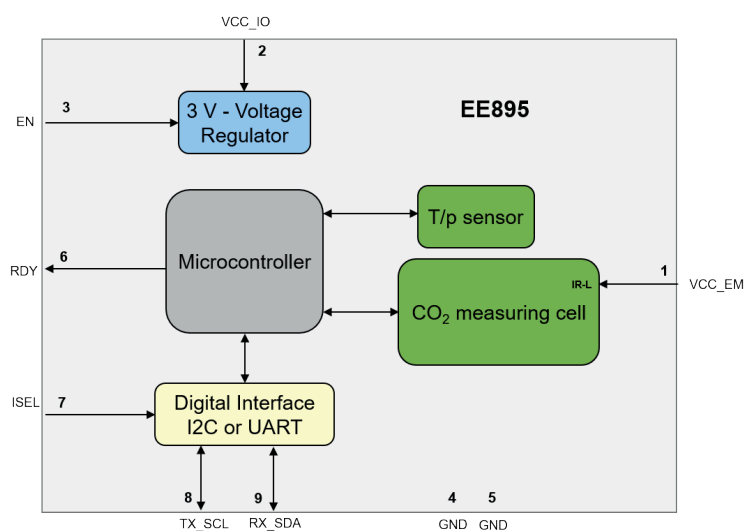 VCC_IO
2
EE895
3
EN
3 V - Voltage
Regulator
T/p sensor
Microcontroller
6
RDY
IR-L
1
VCC_EM
CO₂ measuring cell
ISEL
7
Digital Interface
I2C or UART
8
9
4
5
TX_SCL
RX_SDA
GND
GND